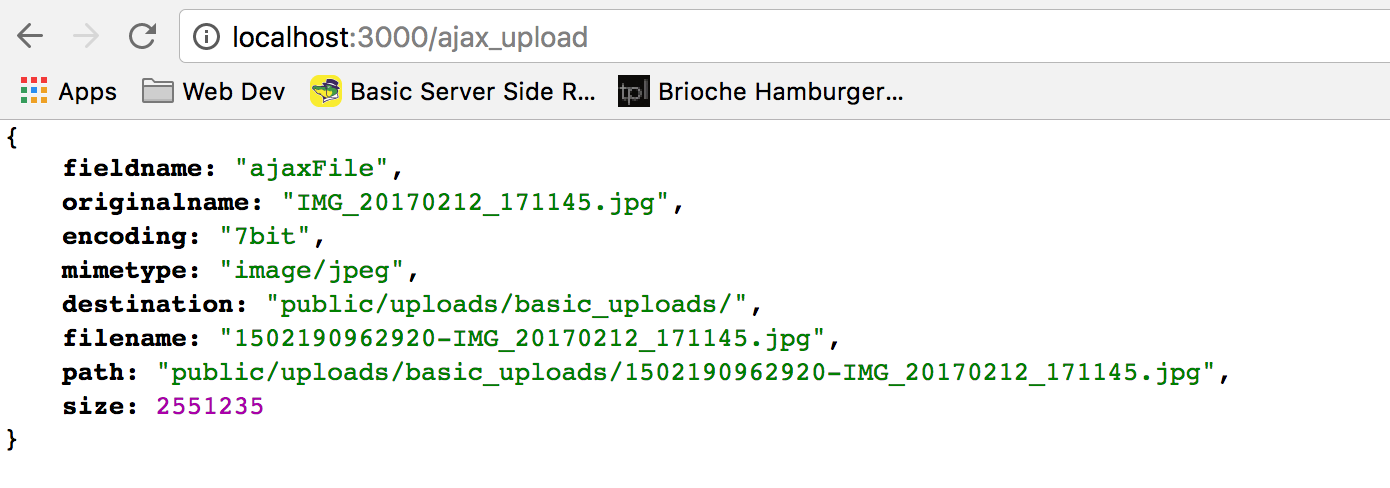 localhost:3000/ajax_upload
Apps Web Dev Basic Server Side R... tpl Brioche Hamburger...
{
fieldname: "ajaxFile",
originalname: "IMG_20170212_171145.jpg",
encoding: "7bit",
mimetype: "image/jpeg",
destination: "public/uploads/basic_uploads/",
filename: "1502190962920-IMG_20170212_171145.jpg",
path: "public/uploads/basic_uploads/1502190962920-IMG_20170212_171145.jpg",
size: 2551235
}